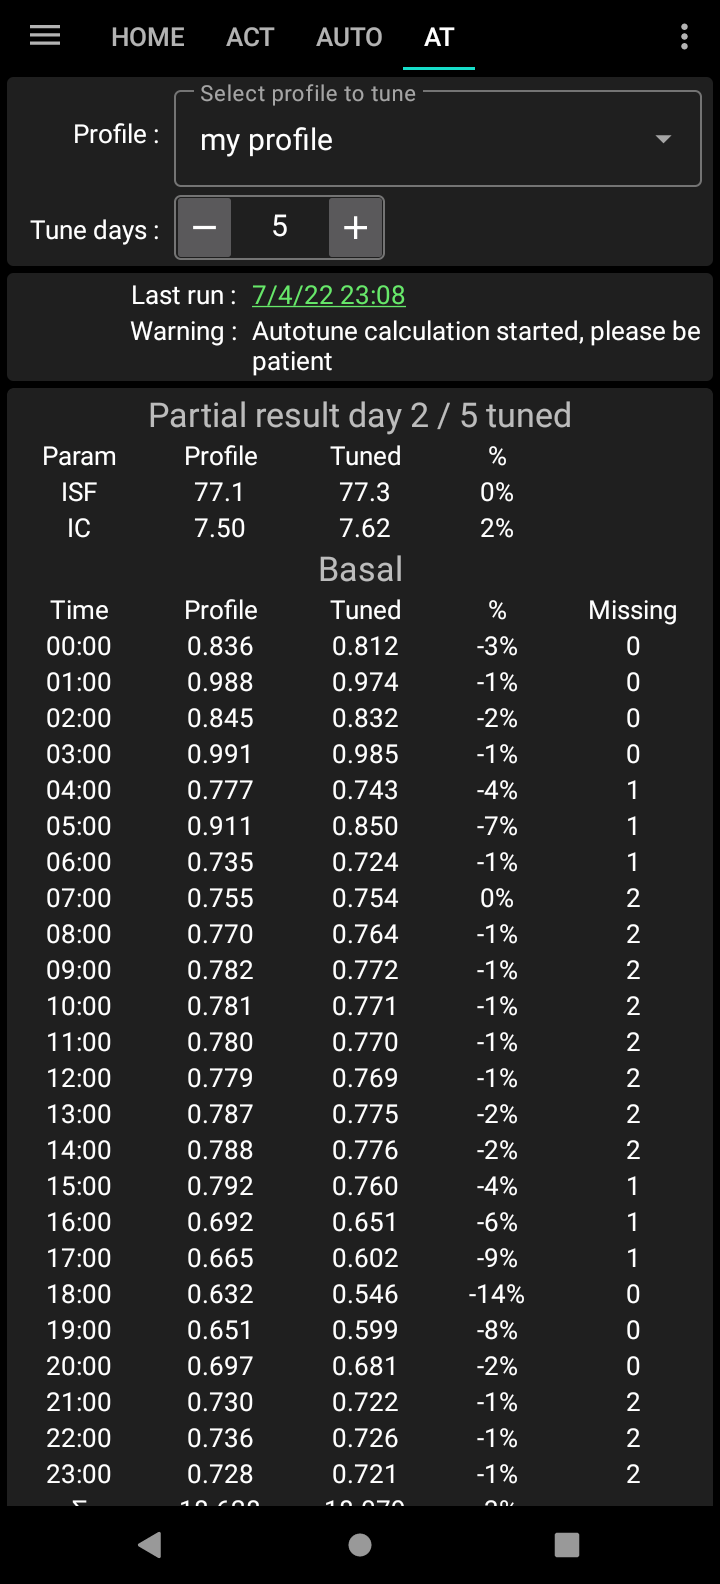 HOME ACT AUTO AT
Select profile to tune
Profile : my profile
Tune days : − 5 +
Last run : 7/4/22 23:08
Warning : Autotune calculation started, please be
patient
Partial result day 2 / 5 tuned
Param Profile Tuned %
ISF 77.1 77.3 0%
IC 7.50 7.62 2%
Basal
Time Profile Tuned % Missing
00:00 0.836 0.812 -3% 0
01:00 0.988 0.974 -1% 0
02:00 0.845 0.832 -2% 0
03:00 0.991 0.985 -1% 0
04:00 0.777 0.743 -4% 1
05:00 0.911 0.850 -7% 1
06:00 0.735 0.724 -1% 1
07:00 0.755 0.754 0% 2
08:00 0.770 0.764 -1% 2
09:00 0.782 0.772 -1% 2
10:00 0.781 0.771 -1% 2
11:00 0.780 0.770 -1% 2
12:00 0.779 0.769 -1% 2
13:00 0.787 0.775 -2% 2
14:00 0.788 0.776 -2% 2
15:00 0.792 0.760 -4% 1
16:00 0.692 0.651 -6% 1
17:00 0.665 0.602 -9% 1
18:00 0.632 0.546 -14% 0
19:00 0.651 0.599 -8% 0
20:00 0.697 0.681 -2% 0
21:00 0.730 0.722 -1% 2
22:00 0.736 0.726 -1% 2
23:00 0.728 0.721 -1% 2